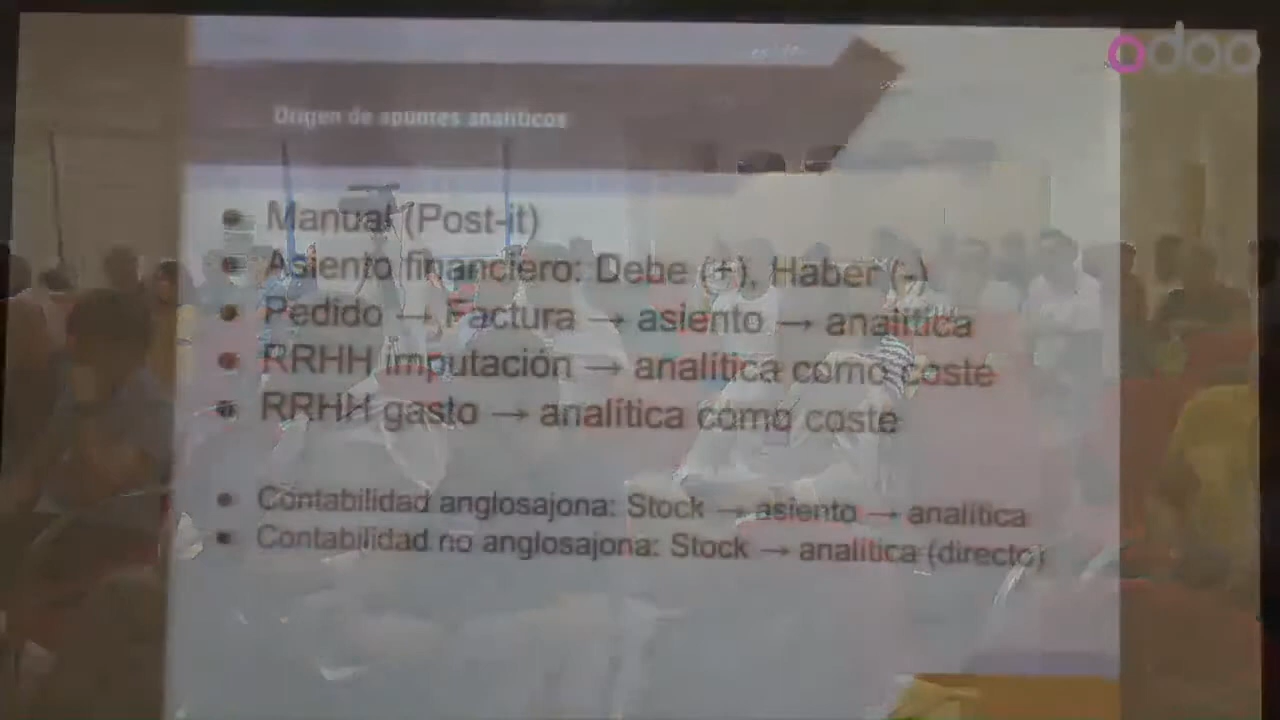 odoo
Origen de apuntes analíticos
Manual (Post-it)
Asiento financiero: Debe (+), Haber (-)
Pedido → Factura → asiento → analítica
RRHH imputación → analítica como coste
RRHH gasto → analítica como coste
Contabilidad anglosajona: Stock → asiento → analítica
Contabilidad no anglosajona: Stock → analítica (directo)